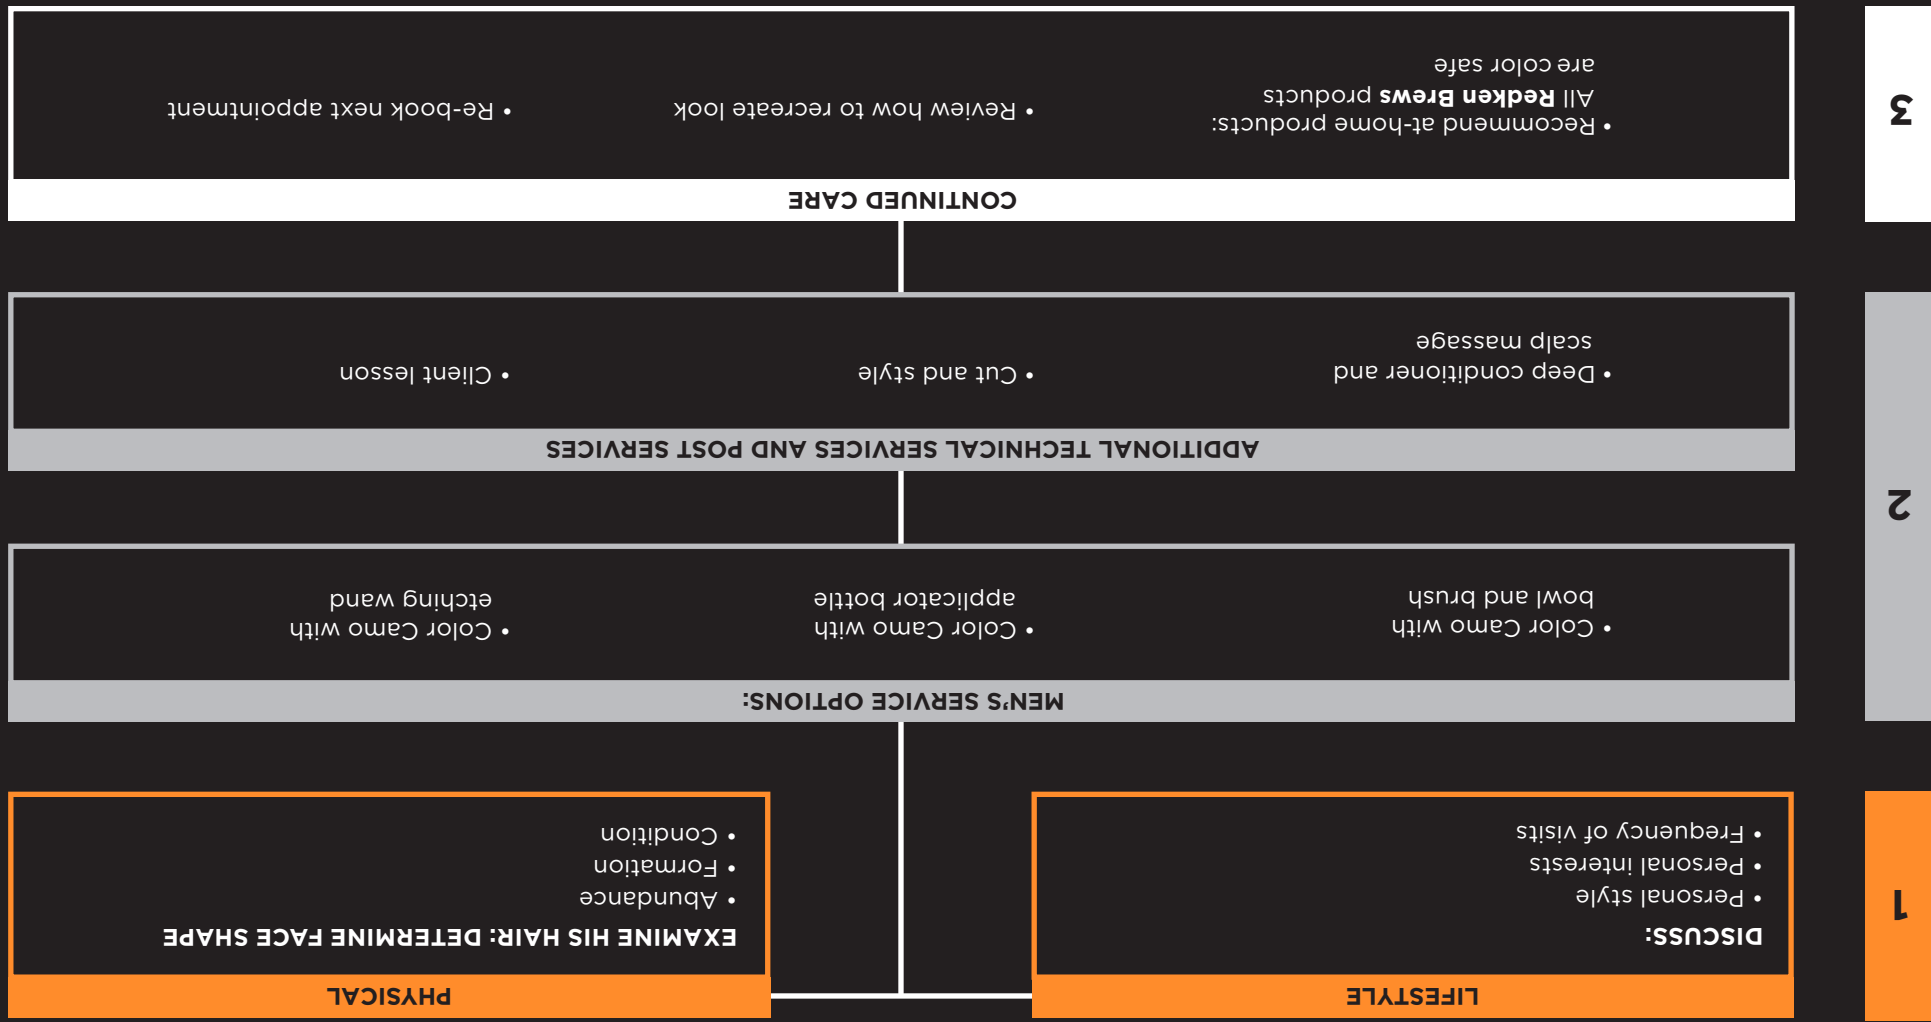 1
LIFESTYLE
DISCUSS:
• Personal style
• Personal interests
• Frequency of visits
PHYSICAL
EXAMINE HIS HAIR: DETERMINE FACE SHAPE
• Abundance
• Formation
• Condition
2
MEN'S SERVICE OPTIONS:
• Color Camo with
bowl and brush
• Color Camo with
applicator bottle
• Color Camo with
etching wand
ADDITIONAL TECHNICAL SERVICES AND POST SERVICES
• Deep conditioner and
scalp massage
• Cut and style
• Client lesson
3
CONTINUED CARE
• Recommend at-home products:
All Redken Brews products
are color safe
• Review how to recreate look
• Re-book next appointment